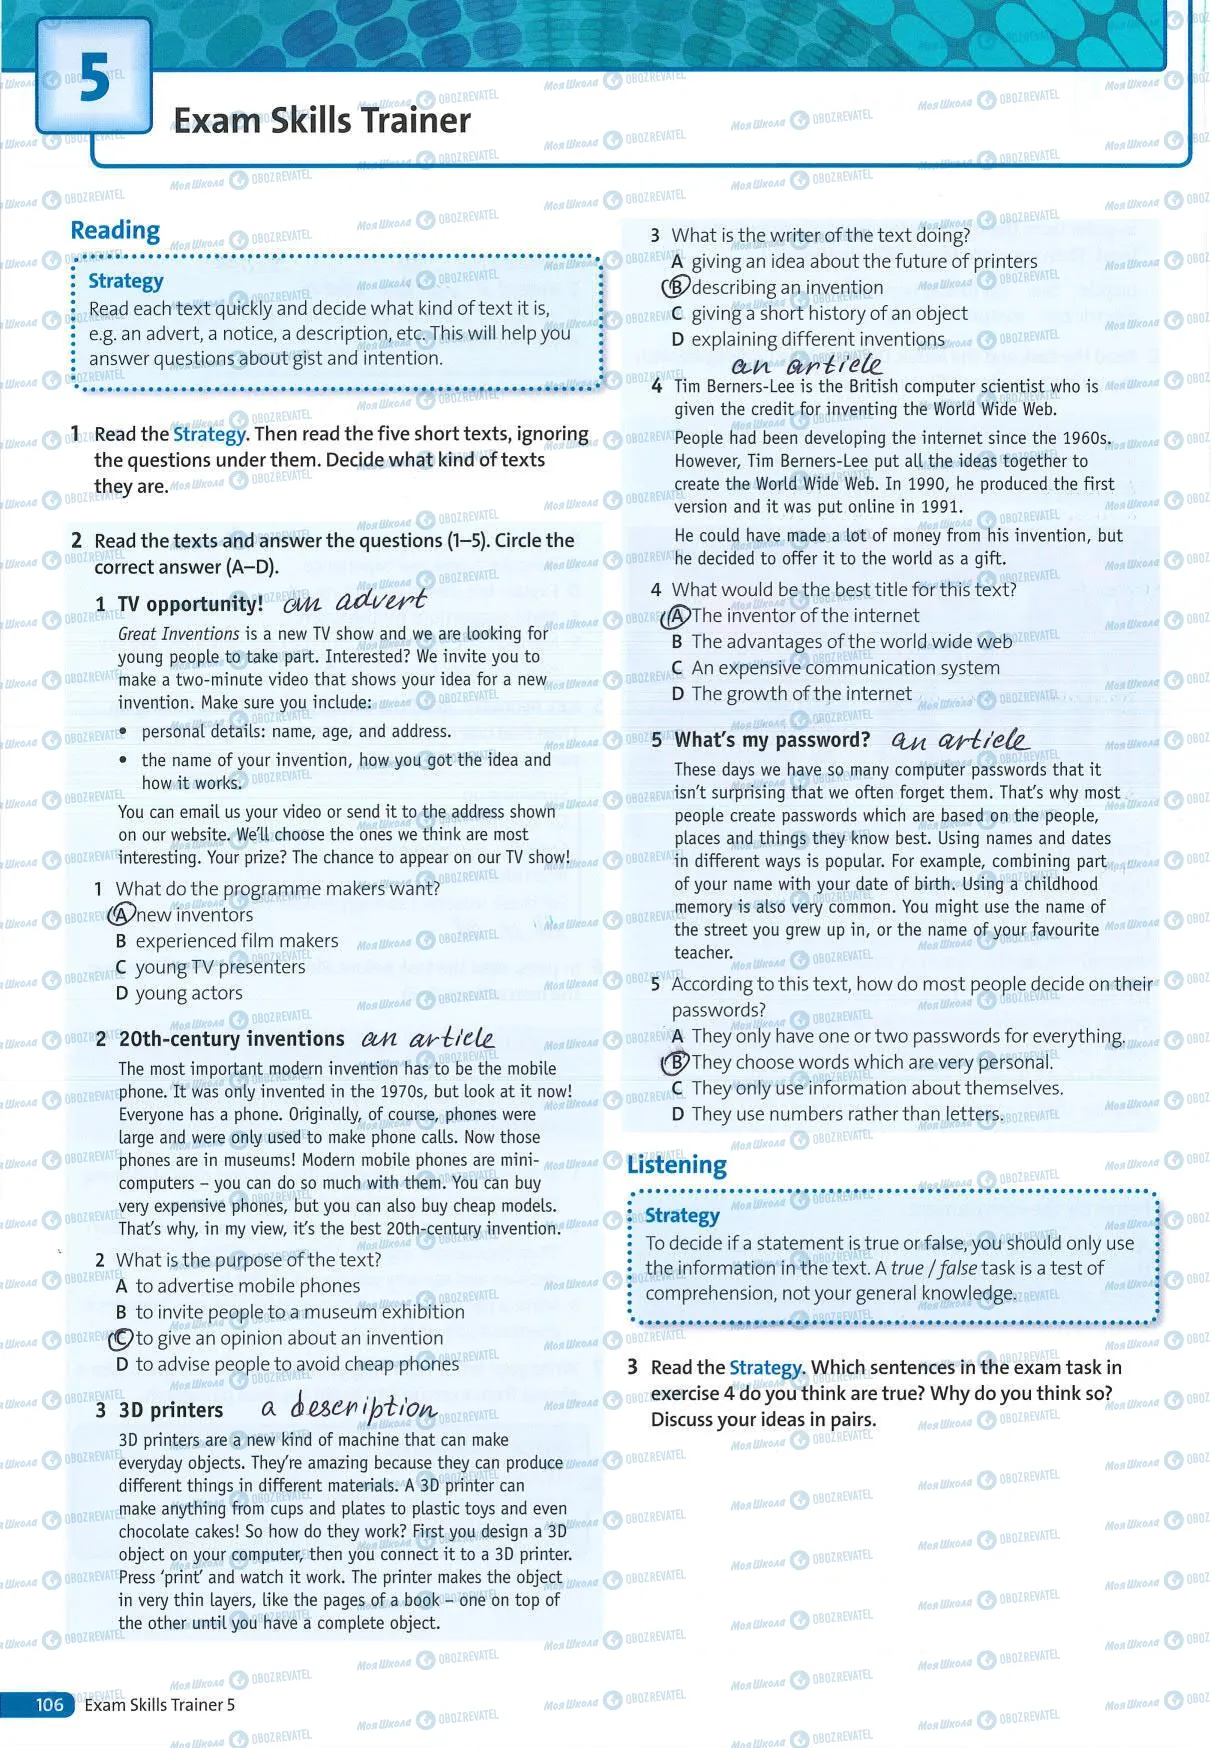 5
Exam Skills Trainer
Reading
Strategy
Read each text quickly and decide what kind of text it is,
e.g. an advert, a notice, a description, etc. This will help you
answer questions about gist and intention.
1 Read the Strategy. Then read the five short texts, ignoring
the questions under them. Decide what kind of texts
they are.
2 Read the texts and answer the questions (1–5). Circle the
correct answer (A–D).
1 TV opportunity! an advert
Great Inventions is a new TV show and we are looking for
young people to take part. Interested? We invite you to
make a two-minute video that shows your idea for a new
invention. Make sure you include:
• personal details: name, age, and address.
• the name of your invention, how you got the idea and
how it works.
You can email us your video or send it to the address shown
on our website. We'll choose the ones we think are most
interesting. Your prize? The chance to appear on our TV show!
1 What do the programme makers want?
A new inventors
B experienced film makers
C young TV presenters
D young actors
2 20th-century inventions an article
The most important modern invention has to be the mobile
phone. It was only invented in the 1970s, but look at it now!
Everyone has a phone. Originally, of course, phones were
large and were only used to make phone calls. Now those
phones are in museums! Modern mobile phones are mini-
computers – you can do so much with them. You can buy
very expensive phones, but you can also buy cheap models.
That's why, in my view, it's the best 20th-century invention.
2 What is the purpose of the text?
A to advertise mobile phones
B to invite people to a museum exhibition
C to give an opinion about an invention
D to advise people to avoid cheap phones
3 3D printers a description
3D printers are a new kind of machine that can make
everyday objects. They're amazing because they can produce
different things in different materials. A 3D printer can
make anything from cups and plates to plastic toys and even
chocolate cakes! So how do they work? First you design a 3D
object on your computer, then you connect it to a 3D printer.
Press 'print' and watch it work. The printer makes the object
in very thin layers, like the pages of a book – one on top of
the other until you have a complete object.
3 What is the writer of the text doing?
A giving an idea about the future of printers
B describing an invention
C giving a short history of an object
D explaining different inventions
an article
4 Tim Berners-Lee is the British computer scientist who is
given the credit for inventing the World Wide Web.
People had been developing the internet since the 1960s.
However, Tim Berners-Lee put all the ideas together to
create the World Wide Web. In 1990, he produced the first
version and it was put online in 1991.
He could have made a lot of money from his invention, but
he decided to offer it to the world as a gift.
4 What would be the best title for this text?
A The inventor of the internet
B The advantages of the world wide web
C An expensive communication system
D The growth of the internet
5 What's my password? an article
These days we have so many computer passwords that it
isn't surprising that we often forget them. That's why most
people create passwords which are based on the people,
places and things they know best. Using names and dates
in different ways is popular. For example, combining part
of your name with your date of birth. Using a childhood
memory is also very common. You might use the name of
the street you grew up in, or the name of your favourite
teacher.
5 According to this text, how do most people decide on their
passwords?
A They only have one or two passwords for everything.
B They choose words which are very personal.
C They only use information about themselves.
D They use numbers rather than letters.
Listening
Strategy
To decide if a statement is true or false, you should only use
the information in the text. A true / false task is a test of
comprehension, not your general knowledge.
3 Read the Strategy. Which sentences in the exam task in
exercise 4 do you think are true? Why do you think so?
Discuss your ideas in pairs.
106 Exam Skills Trainer 5
Моя Школа OBOZREVATEL